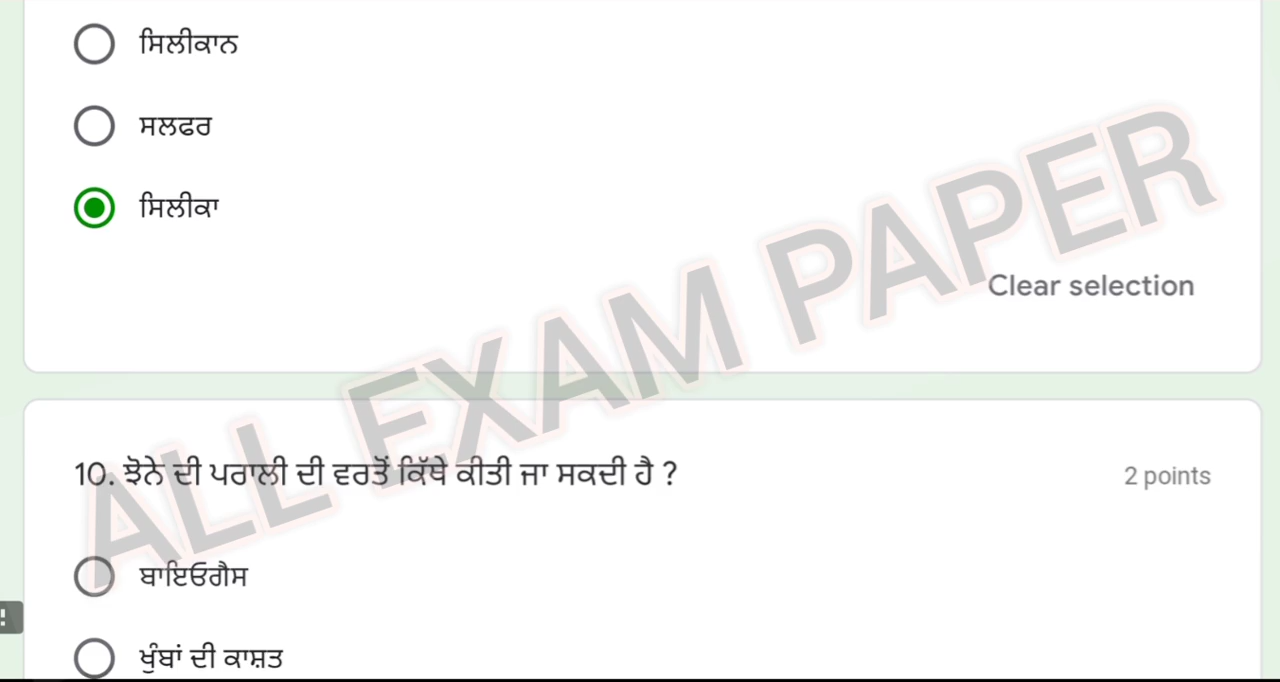 ਸਿਲੀਕਾਨ
ਸਲਫਰ
ਸਿਲੀਕਾ
Clear selection
ALL EXAM PAPER
10. ਝੋਨੇ ਦੀ ਪਰਾਲੀ ਦੀ ਵਰਤੋਂ ਕਿੱਥੇ ਕੀਤੀ ਜਾ ਸਕਦੀ ਹੈ ?
2 points
ਬਾਇਓਗੈਸ
ਖੁੰਬਾਂ ਦੀ ਕਾਸ਼ਤ